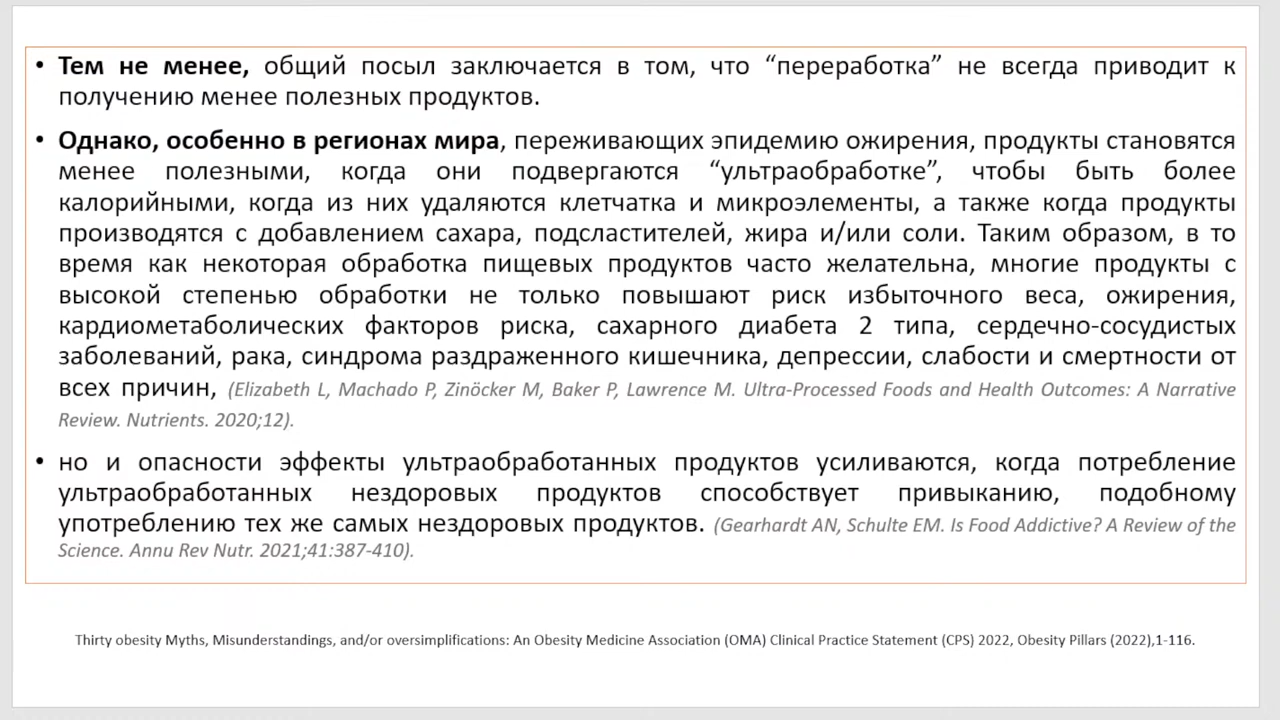 • Тем не менее, общий посыл заключается в том, что “переработка” не всегда приводит к
получению менее полезных продуктов.
• Однако, особенно в регионах мира, переживающих эпидемию ожирения, продукты становятся
менее полезными, когда они подвергаются “ультраобработке”, чтобы быть более
калорийными, когда из них удаляются клетчатка и микроэлементы, а также когда продукты
производятся с добавлением сахара, подсластителей, жира и/или соли. Таким образом, в то
время как некоторая обработка пищевых продуктов часто желательна, многие продукты с
высокой степенью обработки не только повышают риск избыточного веса, ожирения,
кардиометаболических факторов риска, сахарного диабета 2 типа, сердечно-сосудистых
заболеваний, рака, синдрома раздраженного кишечника, депрессии, слабости и смертности от
всех причин, (Elizabeth L, Machado P, Zinöcker M, Baker P, Lawrence M. Ultra-Processed Foods and Health Outcomes: A Narrative
Review. Nutrients. 2020;12).
• но и опасности эффекты ультраобработанных продуктов усиливаются, когда потребление
ультраобработанных нездоровых продуктов способствует привыканию, подобному
употреблению тех же самых нездоровых продуктов. (Gearhardt AN, Schulte EM. Is Food Addictive? A Review of the
Science. Annu Rev Nutr. 2021;41:387-410).
Thirty obesity Myths, Misunderstandings, and/or oversimplifications: An Obesity Medicine Association (OMA) Clinical Practice Statement (CPS) 2022, Obesity Pillars (2022),1-116.